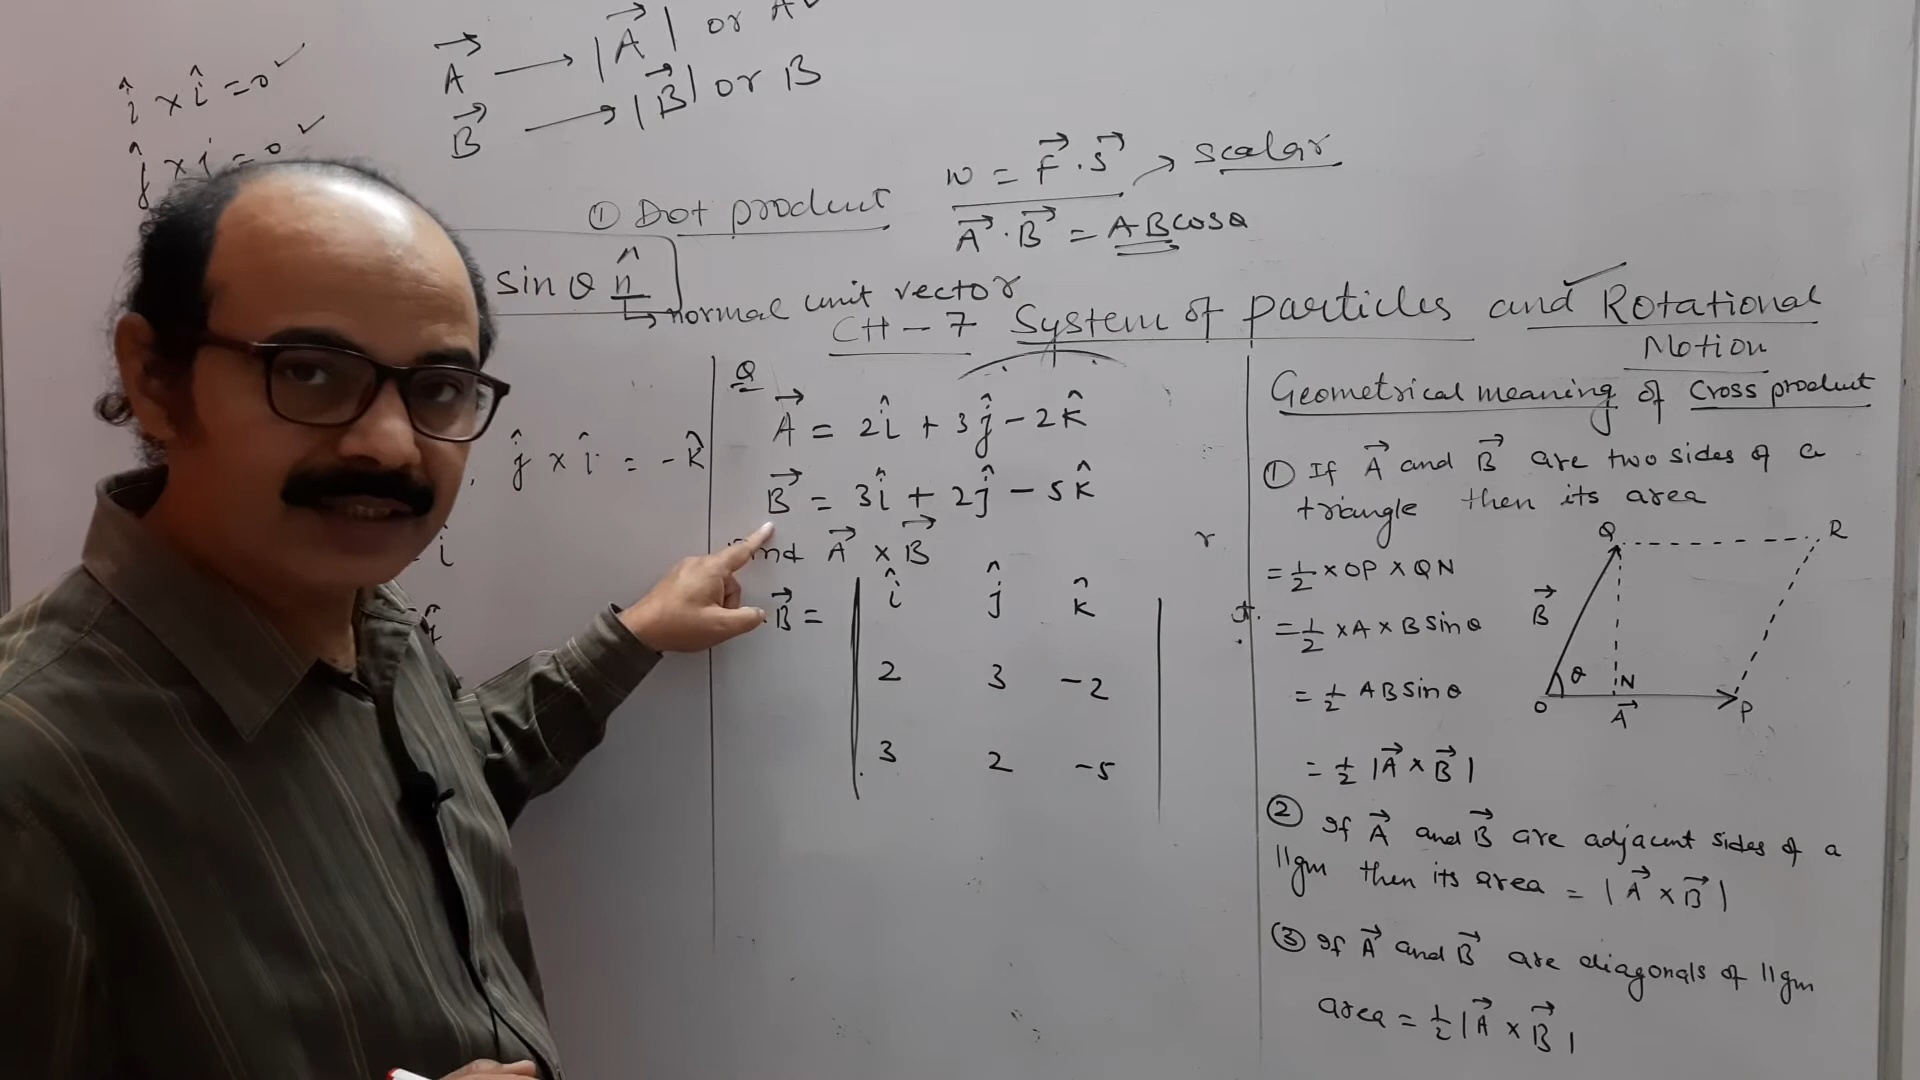 î × î = 0 ✓
ĵ × j = 0 ✓
A⃗ → |A⃗| or A
B⃗ → |B⃗| or B
① Dot product
W = F⃗ . S⃗ → scalar
A⃗ . B⃗ = AB cosθ
sin θ n̂
↳ normal unit vector
CH – 7 System of particles and Rotational
Motion
ĵ × î = – k̂
Q
A⃗ = 2î + 3ĵ – 2k̂
B⃗ = 3î + 2ĵ – 5k̂
A⃗ × B⃗
B⃗ = | î ĵ k̂ |
2 3 -2
3 2 -5
Geometrical meaning of Cross product
① If A⃗ and B⃗ are two sides of a
triangle then its area
= ½ × OP × QN
= ½ × A × B sin θ
= ½ AB sin θ
= ½ |A⃗ × B⃗|
Q R
B⃗
θ N
O A⃗ P
② If A⃗ and B⃗ are adjacent sides of a
||gm then its area = |A⃗ × B⃗|
③ If A⃗ and B⃗ are diagonals of ||gm
area = ½ |A⃗ × B⃗|